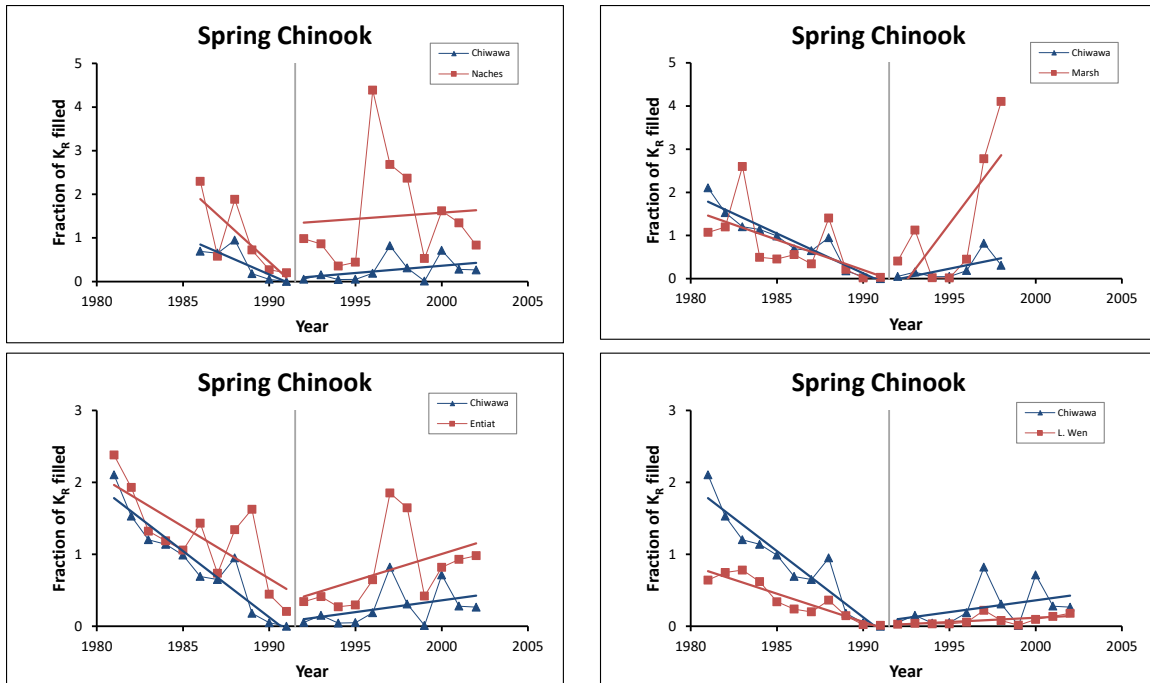 Spring Chinook
Chiwawa
Naches
Fraction of K_R filled
5
4
3
2
1
0
1980 1985 1990 1995 2000 2005
Year
Spring Chinook
Chiwawa
Marsh
Fraction of K_R filled
5
4
3
2
1
0
1980 1985 1990 1995 2000 2005
Year
Spring Chinook
Chiwawa
Entiat
Fraction of K_R filled
3
2
1
0
1980 1985 1990 1995 2000 2005
Year
Spring Chinook
Chiwawa
L. Wen
Fraction of K_R filled
3
2
1
0
1980 1985 1990 1995 2000 2005
Year